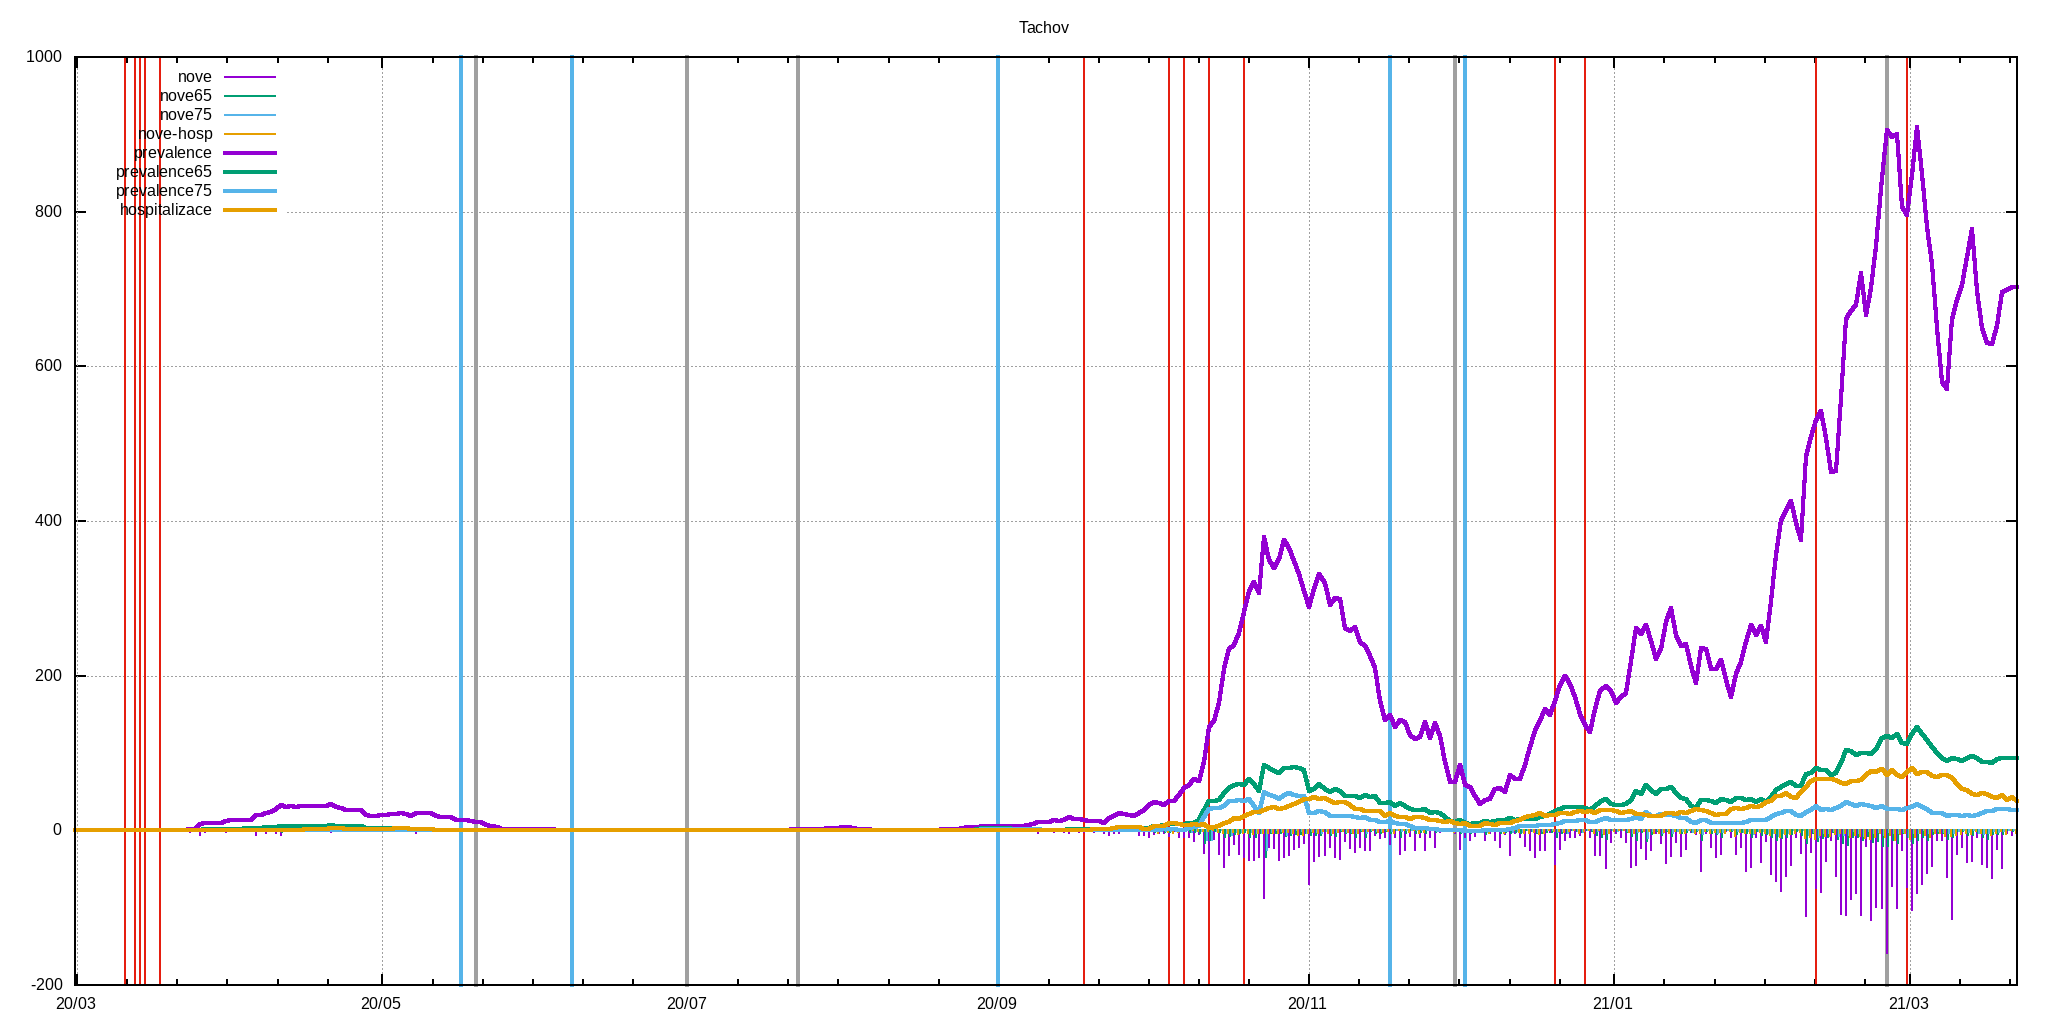 Tachov
1000
800
600
400
200
0
-200
nove
nove65
nove75
nove-hosp
prevalence
prevalence65
prevalence75
hospitalizace
20/03 20/05 20/07 20/09 20/11 21/01 21/03